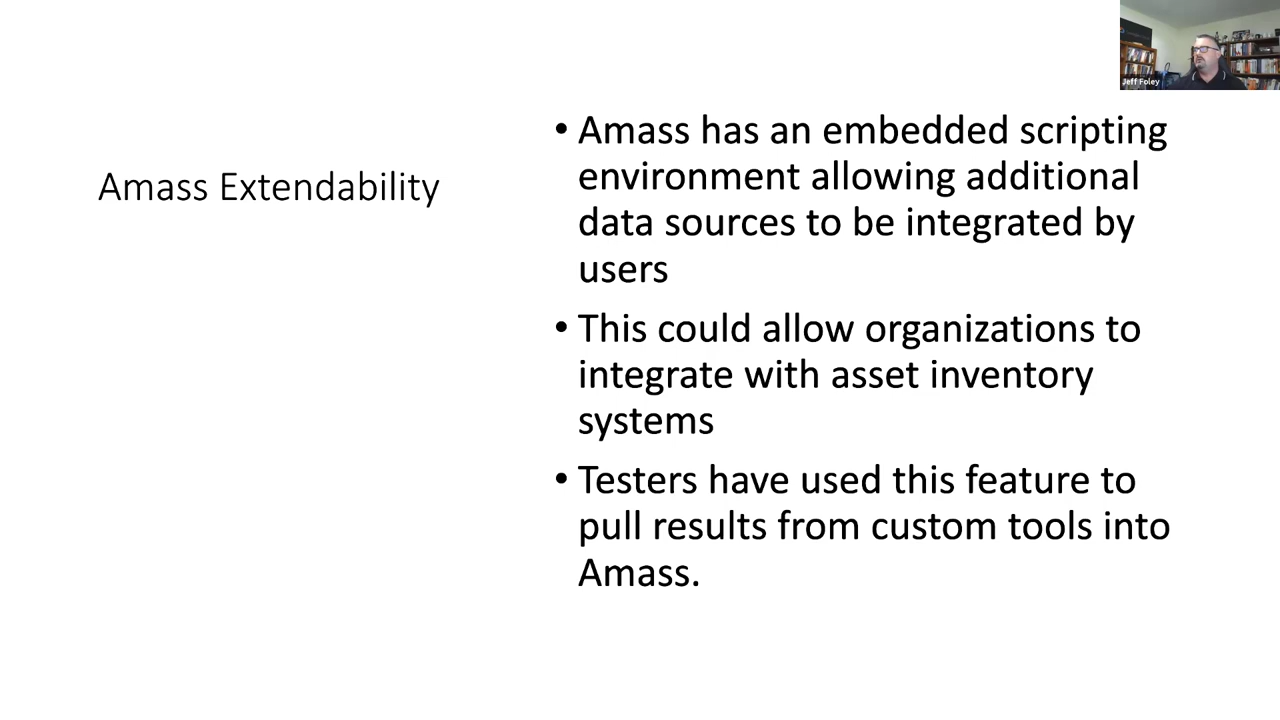 Jeff Foley
Amass Extendability
• Amass has an embedded scripting
environment allowing additional
data sources to be integrated by
users
• This could allow organizations to
integrate with asset inventory
systems
• Testers have used this feature to
pull results from custom tools into
Amass.